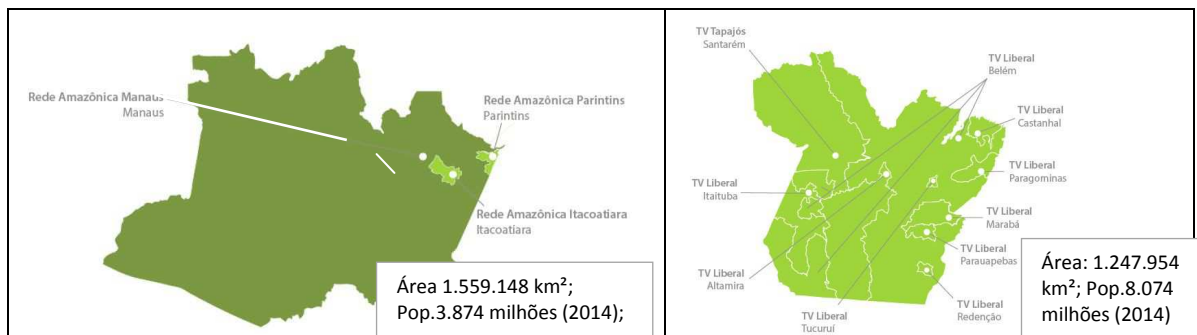 Rede Amazônica Manaus
Manaus
Rede Amazônica Parintins
Parintins
Rede Amazônica Itacoatiara
Itacoatiara
Área 1.559.148 km²;
Pop.3.874 milhões (2014);
TV Tapajós
Santarém
TV Liberal
Belém
TV Liberal
Castanhal
TV Liberal
Paragominas
TV Liberal
Itaituba
TV Liberal
Marabá
TV Liberal
Parauapebas
TV Liberal
Altamira
TV Liberal
Redenção
TV Liberal
Tucuruí
Área: 1.247.954
km²; Pop.8.074
milhões (2014)